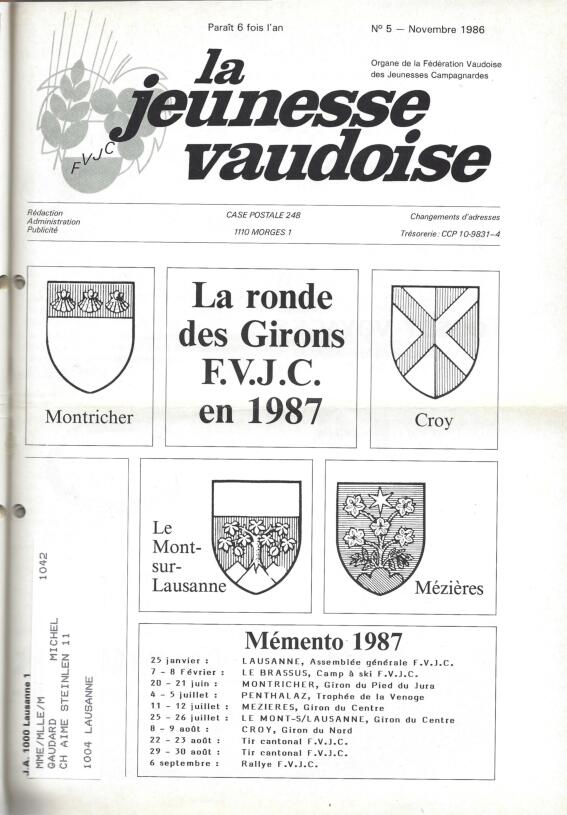 Paraît 6 fois l'an
N° 5 — Novembre 1986
Organe de la Fédération Vaudoise
des Jeunesses Campagnardes
la
jeunesse
vaudoise
FVJC
Rédaction
Administration
Publicité
CASE POSTALE 248
1110 MORGES 1
Changements d'adresses
Trésorerie: CCP 10-9831-4
La ronde
des Girons
F.V.J.C.
en 1987
Montricher
Croy
Le
Mont-
sur-
Lausanne
Mézières
J.A. 1000 Lausanne 1
1042
MME/MLLE/M
GAUDARD MICHEL
CH AIME STEINLEN 11
1004 LAUSANNE
Mémento 1987
25 janvier : LAUSANNE, Assemblée générale F.V.J.C.
7 - 8 Février : LE BRASSUS, Camp à ski F.V.J.C.
20 - 21 juin : MONTRICHER, Giron du Pied du Jura
4 - 5 juillet : PENTHALAZ, Trophée de la Venoge
11 - 12 juillet : MEZIERES, Giron du Centre
25 - 26 juillet : LE MONT-S/LAUSANNE, Giron du Centre
8 - 9 août : CROY, Giron du Nord
22 - 23 août : Tir cantonal F.V.J.C.
29 - 30 août : Tir cantonal F.V.J.C.
6 septembre : Rallye F.V.J.C.